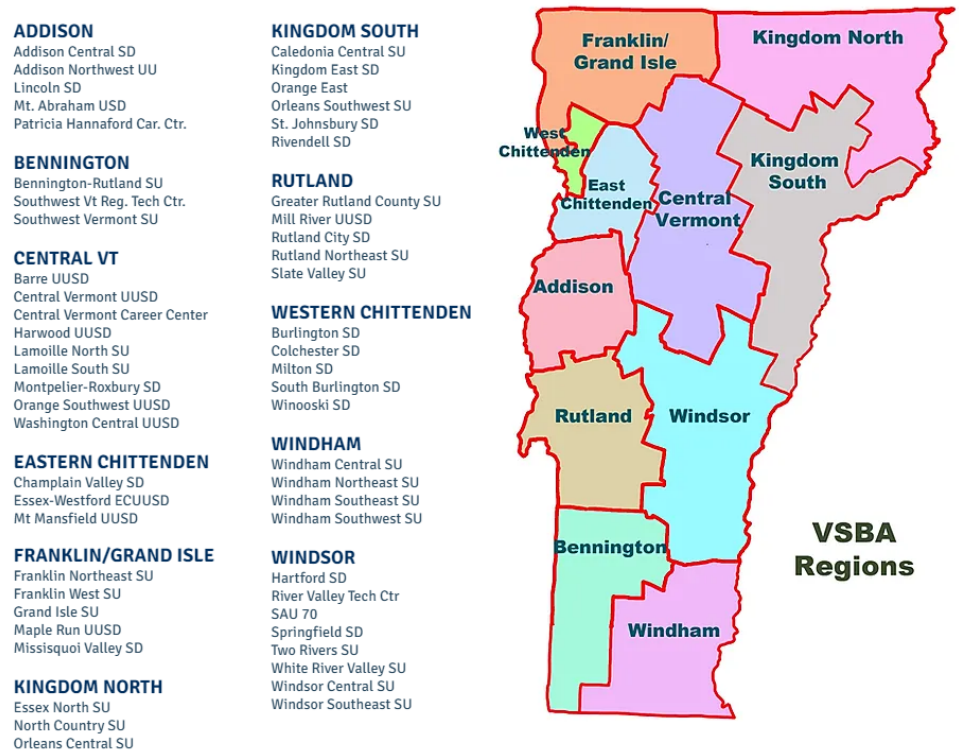 ADDISON
Addison Central SD
Addison Northwest UU
Lincoln SD
Mt. Abraham USD
Patricia Hannaford Car. Ctr.
BENNINGTON
Bennington-Rutland SU
Southwest Vt Reg. Tech Ctr.
Southwest Vermont SU
CENTRAL VT
Barre UUSD
Central Vermont UUSD
Central Vermont Career Center
Harwood UUSD
Lamoille North SU
Lamoille South SU
Montpelier-Roxbury SD
Orange Southwest UUSD
Washington Central UUSD
EASTERN CHITTENDEN
Champlain Valley SD
Essex-Westford ECUUSD
Mt Mansfield UUSD
FRANKLIN/GRAND ISLE
Franklin Northeast SU
Franklin West SU
Grand Isle SU
Maple Run UUSD
Missisquoi Valley SD
KINGDOM NORTH
Essex North SU
North Country SU
Orleans Central SU
KINGDOM SOUTH
Caledonia Central SU
Kingdom East SD
Orange East
Orleans Southwest SU
St. Johnsbury SD
Rivendell SD
RUTLAND
Greater Rutland County SU
Mill River UUSD
Rutland City SD
Rutland Northeast SU
Slate Valley SU
WESTERN CHITTENDEN
Burlington SD
Colchester SD
Milton SD
South Burlington SD
Winooski SD
WINDHAM
Windham Central SU
Windham Northeast SU
Windham Southeast SU
Windham Southwest SU
WINDSOR
Hartford SD
River Valley Tech Ctr
SAU 70
Springfield SD
Two Rivers SU
White River Valley SU
Windsor Central SU
Windsor Southeast SU
Franklin/
Grand Isle
Kingdom North
West
Chittenden
East
Chittenden
Central
Vermont
Kingdom
South
Addison
Rutland
Windsor
Bennington
Windham
VSBA
Regions